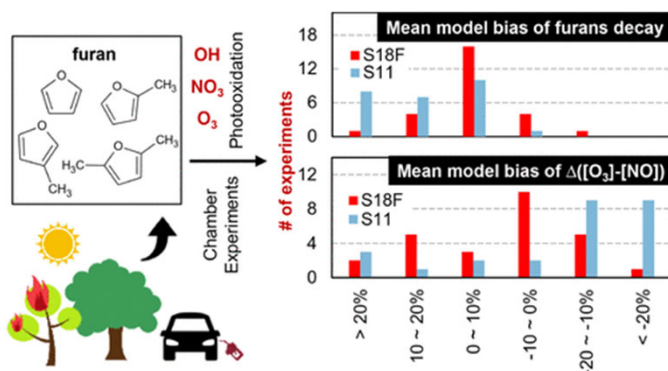 furan
O
O
CH₃
O
CH₃
H₃C
O
CH₃
OH
NO₃
O₃
Photooxidation
Chamber
Experiments
# of experiments
Mean model bias of furans decay
18
12
6
0
S18F
S11
Mean model bias of Δ([O₃]-[NO])
12
8
4
0
S18F
S11
> 20%
10 ~ 20%
0 ~ 10%
-10 ~ 0%
-20 ~ -10%
< -20%